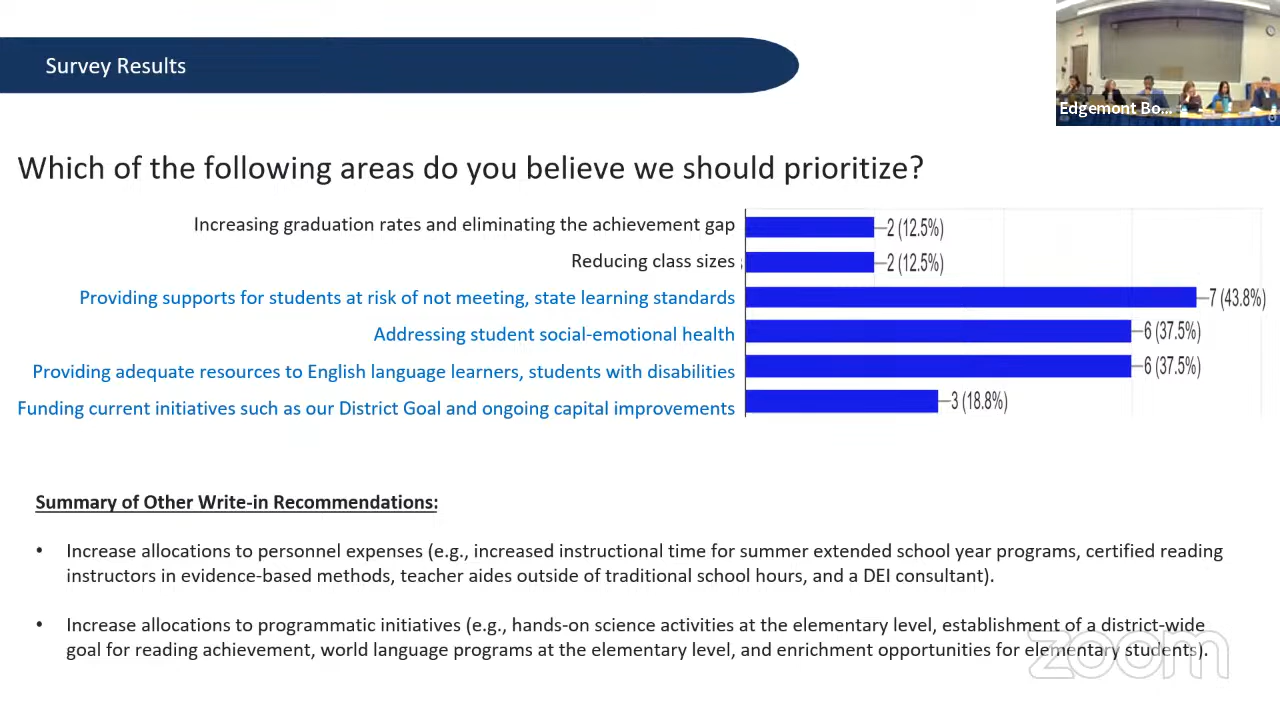 Survey Results
Edgemont Bo...
Which of the following areas do you believe we should prioritize?
Increasing graduation rates and eliminating the achievement gap
2 (12.5%)
Reducing class sizes
2 (12.5%)
Providing supports for students at risk of not meeting, state learning standards
7 (43.8%)
Addressing student social-emotional health
6 (37.5%)
Providing adequate resources to English language learners, students with disabilities
6 (37.5%)
Funding current initiatives such as our District Goal and ongoing capital improvements
3 (18.8%)
Summary of Other Write-in Recommendations:
• Increase allocations to personnel expenses (e.g., increased instructional time for summer extended school year programs, certified reading
instructors in evidence-based methods, teacher aides outside of traditional school hours, and a DEI consultant).
• Increase allocations to programmatic initiatives (e.g., hands-on science activities at the elementary level, establishment of a district-wide
goal for reading achievement, world language programs at the elementary level, and enrichment opportunities for elementary students).
zoom